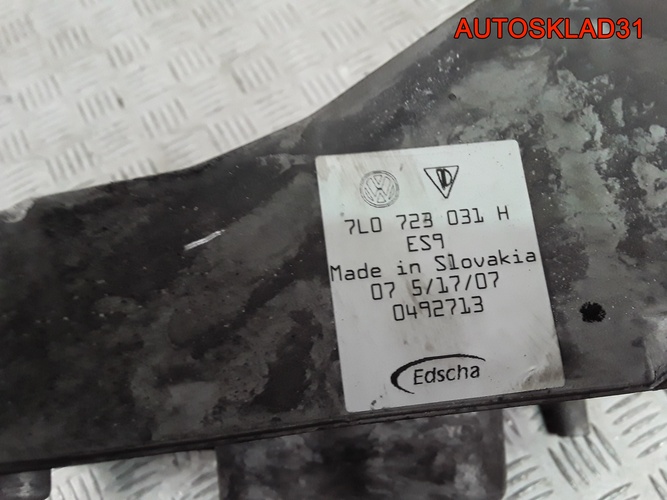 AUTOSKLAD31
7L0 723 031 H
ES9
Made in Slovakia
07 5/17/07
0492713
Edscha